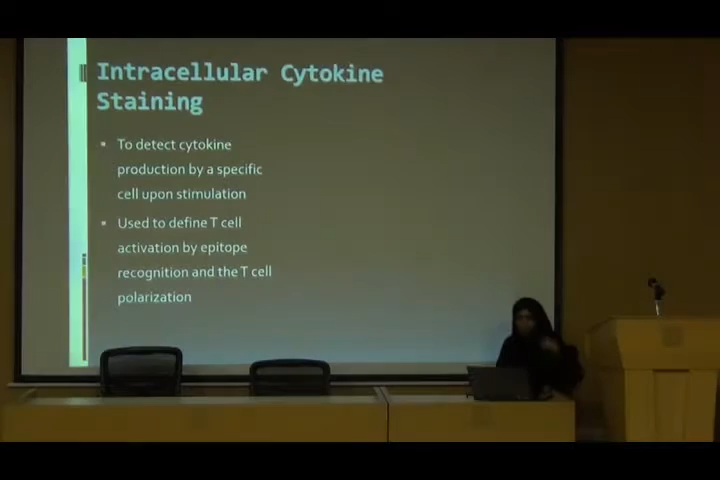 Intracellular Cytokine
Staining
To detect cytokine
production by a specific
cell upon stimulation
Used to define T cell
activation by epitope
recognition and the T cell
polarization